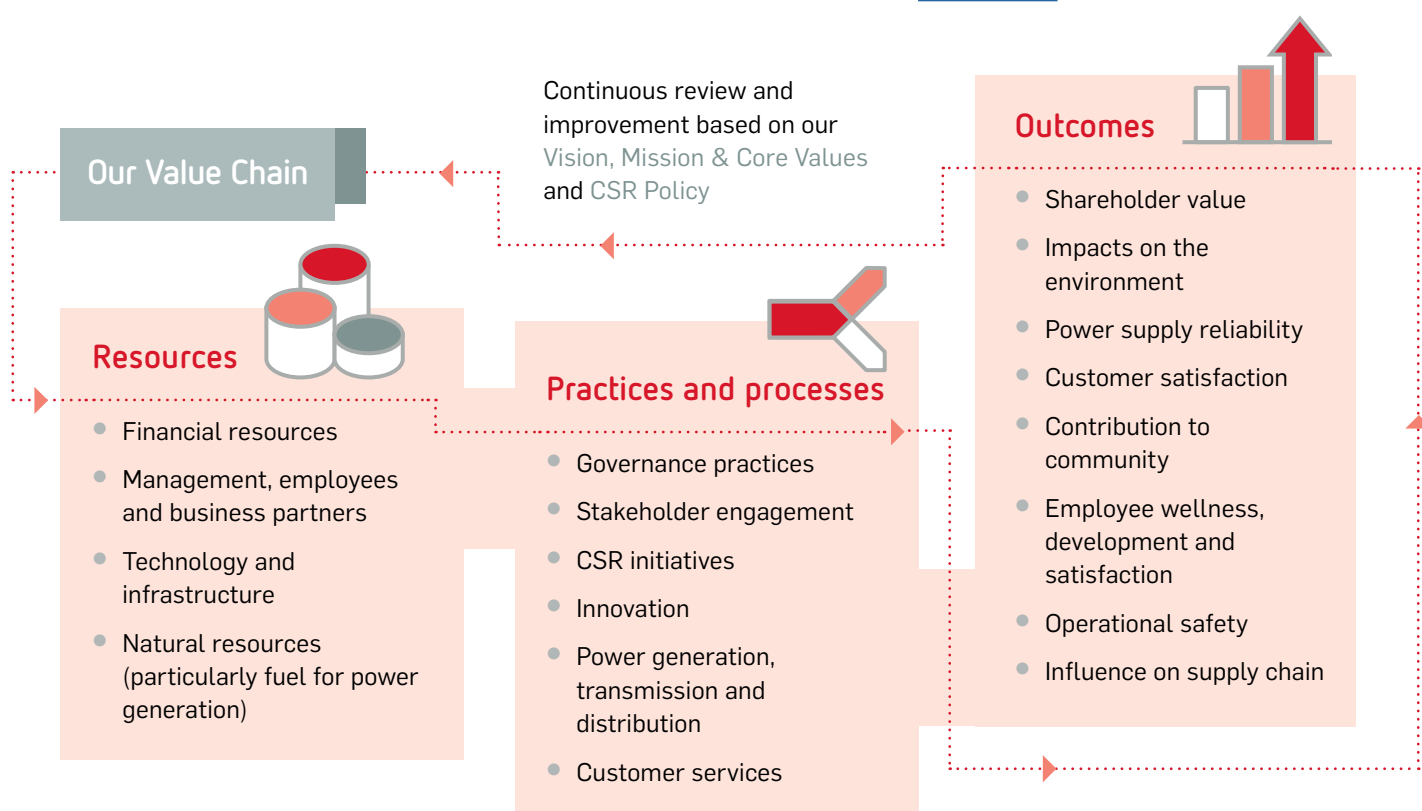 Our Value Chain
Continuous review and
improvement based on our
Vision, Mission & Core Values
and CSR Policy
Resources
Financial resources
Management, employees
and business partners
Technology and
infrastructure
Natural resources
(particularly fuel for power
generation)
Practices and processes
Governance practices
Stakeholder engagement
CSR initiatives
Innovation
Power generation,
transmission and
distribution
Customer services
Outcomes
Shareholder value
Impacts on the
environment
Power supply reliability
Customer satisfaction
Contribution to
community
Employee wellness,
development and
satisfaction
Operational safety
Influence on supply chain